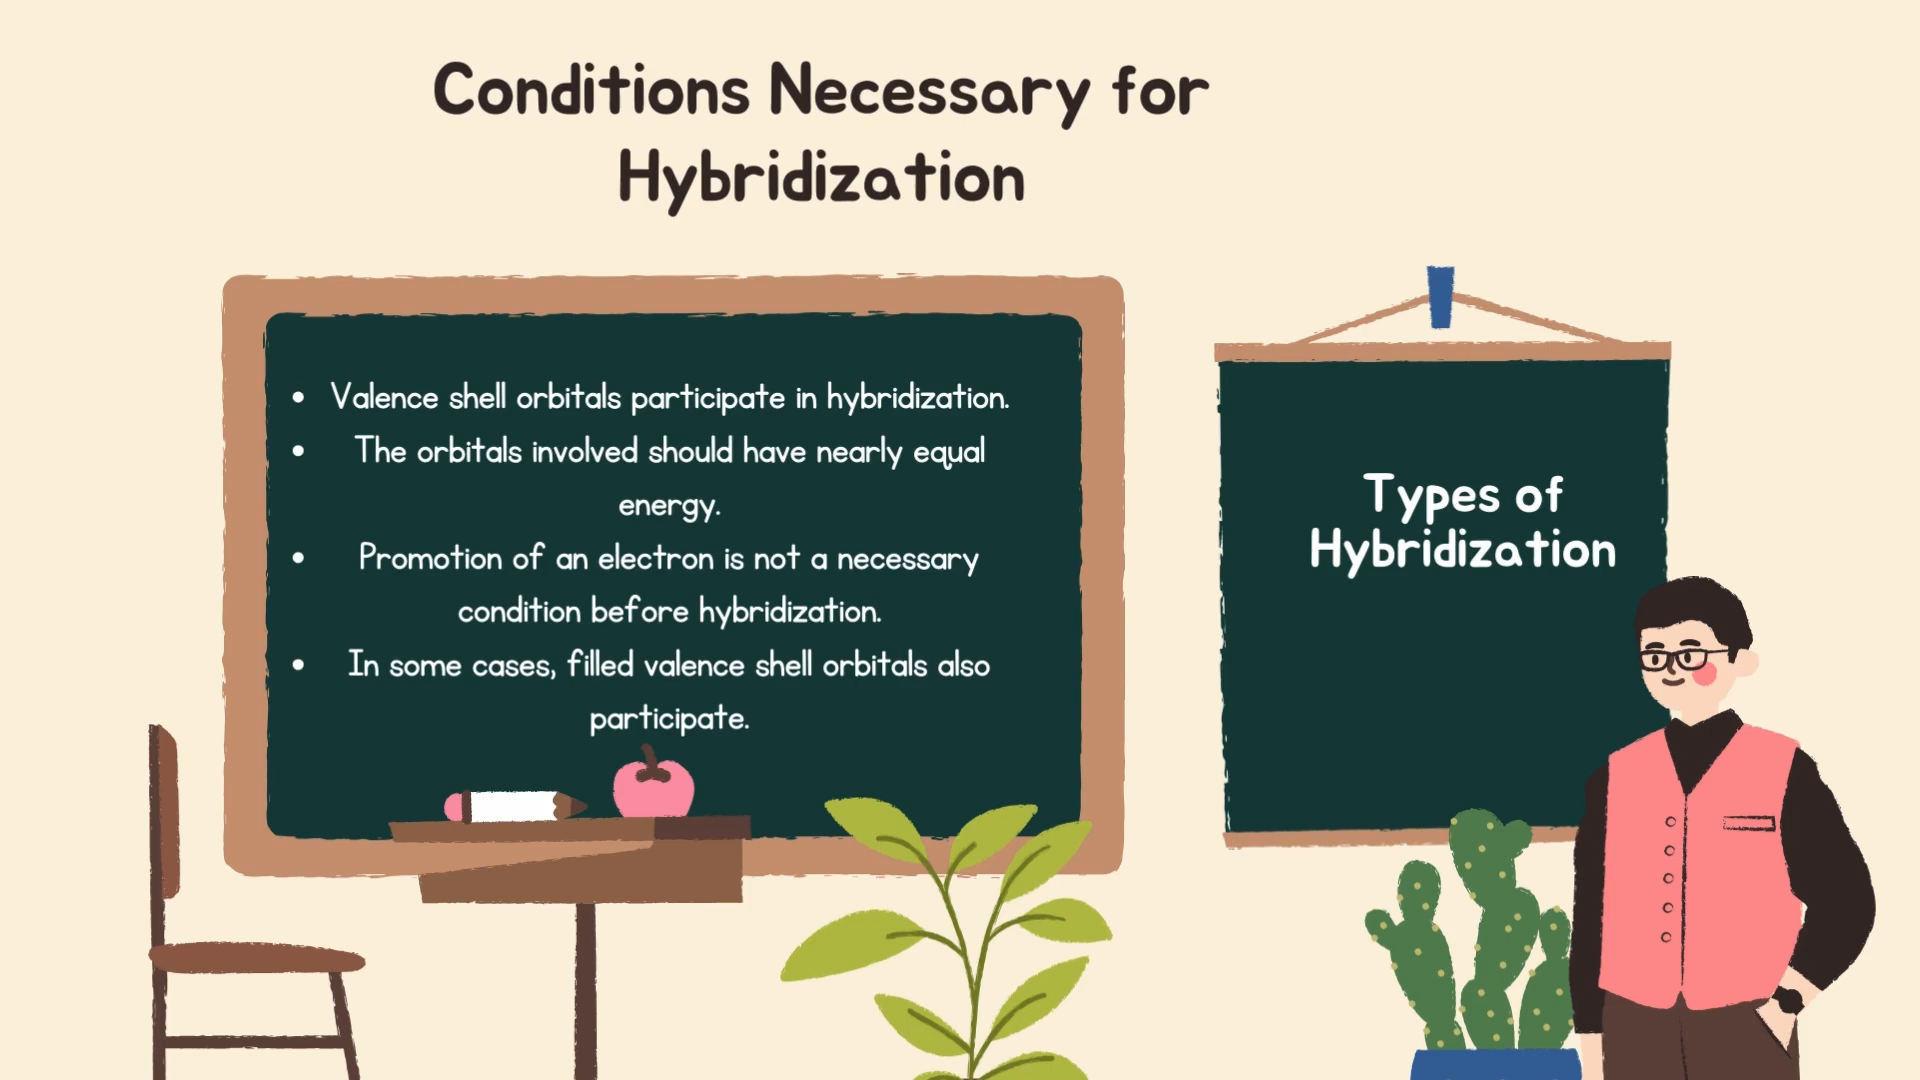 Conditions Necessary for
Hybridization
• Valence shell orbitals participate in hybridization.
• The orbitals involved should have nearly equal
energy.
• Promotion of an electron is not a necessary
condition before hybridization.
• In some cases, filled valence shell orbitals also
participate.
Types of
Hybridization